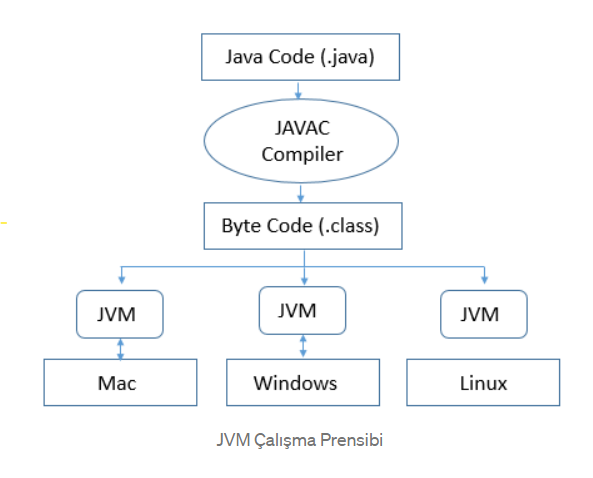 Java Code (.java)
JAVAC
Compiler
Byte Code (.class)
JVM
JVM
JVM
Mac
Windows
Linux
JVM Çalışma Prensibi